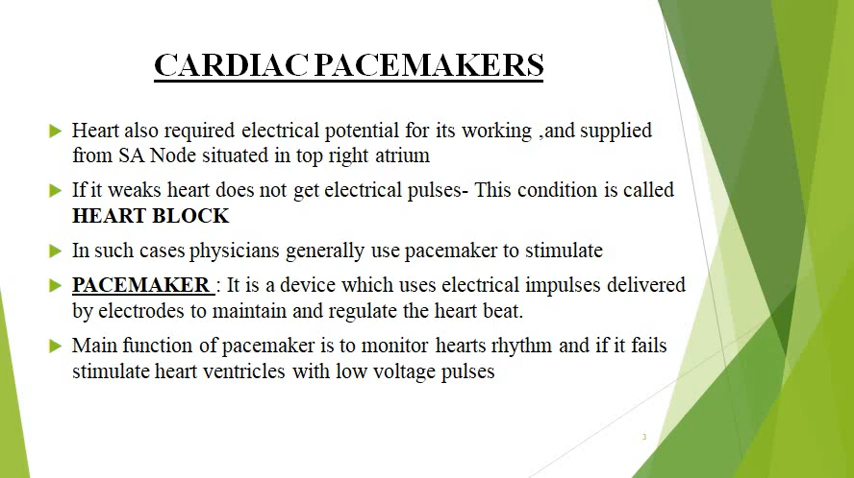 CARDIAC PACEMAKERS
Heart also required electrical potential for its working ,and supplied
from SA Node situated in top right atrium
If it weaks heart does not get electrical pulses- This condition is called
HEART BLOCK
In such cases physicians generally use pacemaker to stimulate
PACEMAKER : It is a device which uses electrical impulses delivered
by electrodes to maintain and regulate the heart beat.
Main function of pacemaker is to monitor hearts rhythm and if it fails
stimulate heart ventricles with low voltage pulses
3